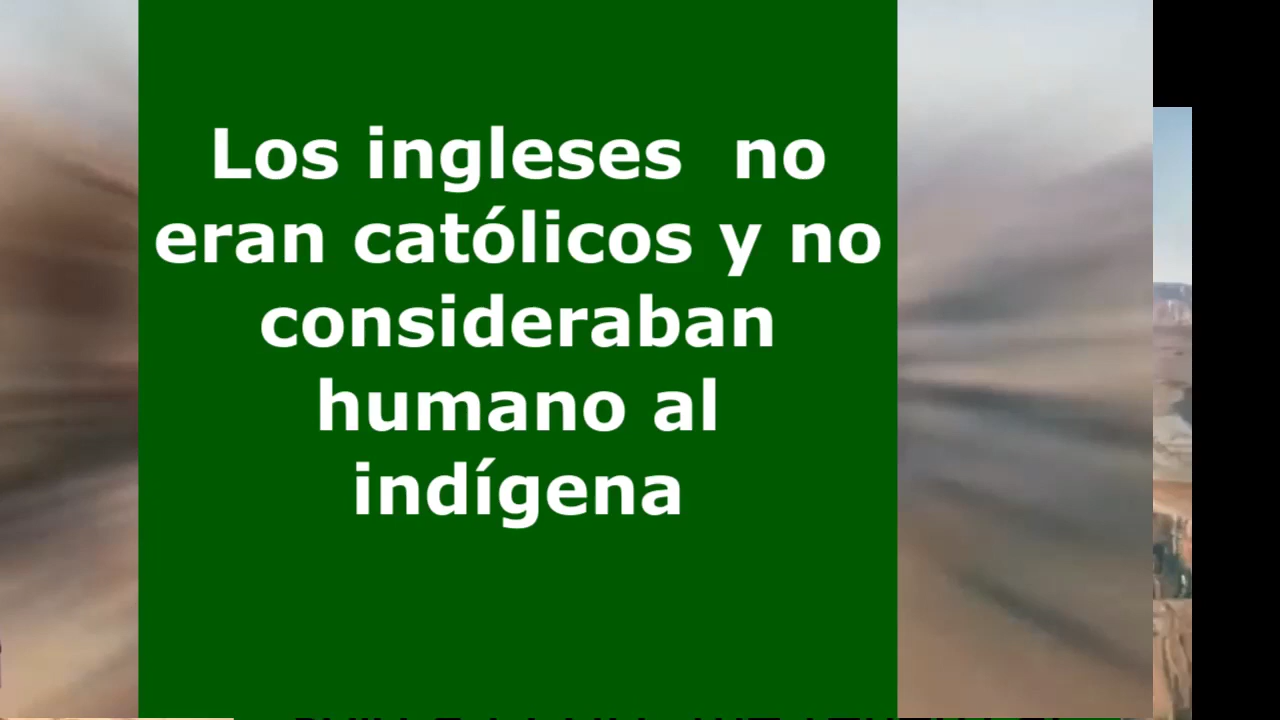 Los ingleses  no
eran católicos y no
consideraban
humano al
indígena